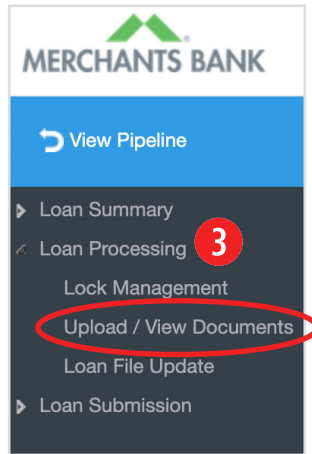 MERCHANTS BANK
View Pipeline
Loan Summary
Loan Processing 3
Lock Management
Upload / View Documents
Loan File Update
Loan Submission